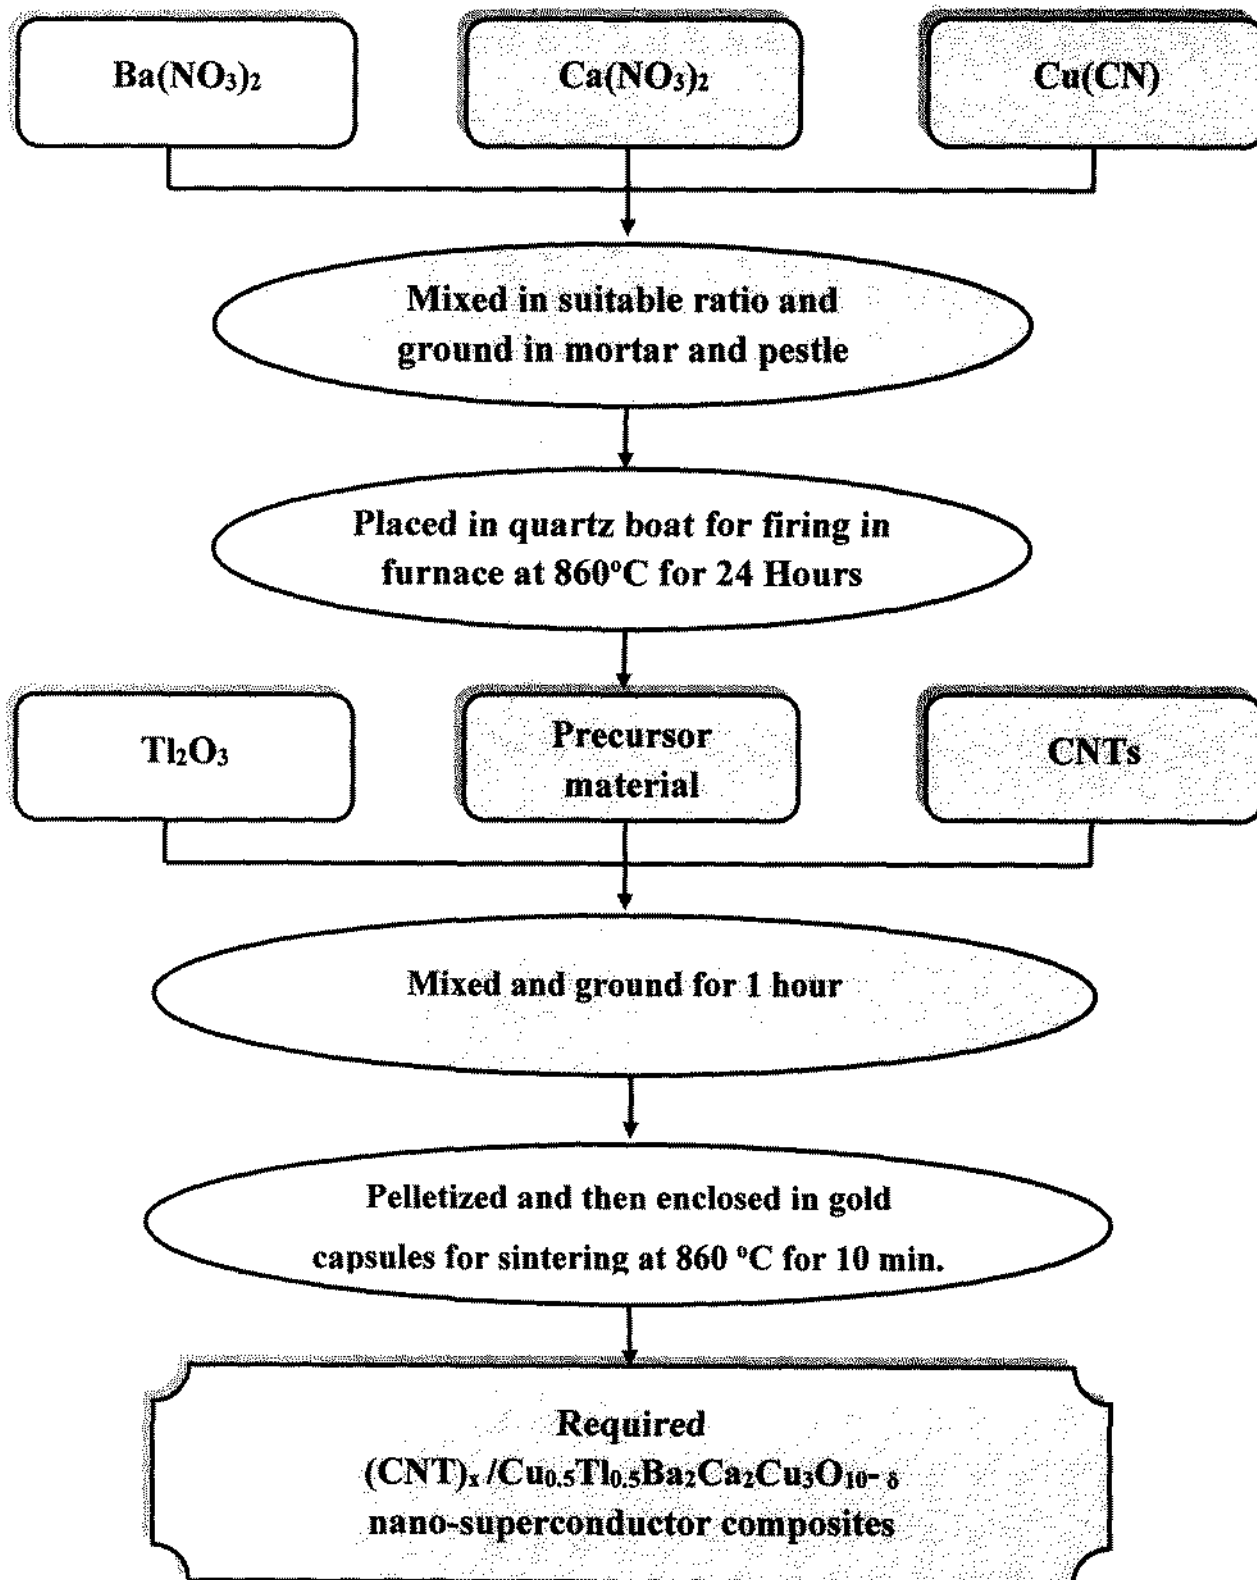 Ba(NO₃)₂
Ca(NO₃)₂
Cu(CN)
Mixed in suitable ratio and
ground in mortar and pestle
Placed in quartz boat for firing in
furnace at 860ºC for 24 Hours
Tl₂O₃
Precursor
material
CNTs
Mixed and ground for 1 hour
Pelletized and then enclosed in gold
capsules for sintering at 860 ºC for 10 min.
Required
(CNT)ₓ /Cu₀.₅Tl₀.₅Ba₂Ca₂Cu₃O₁₀₋ δ
nano-superconductor composites